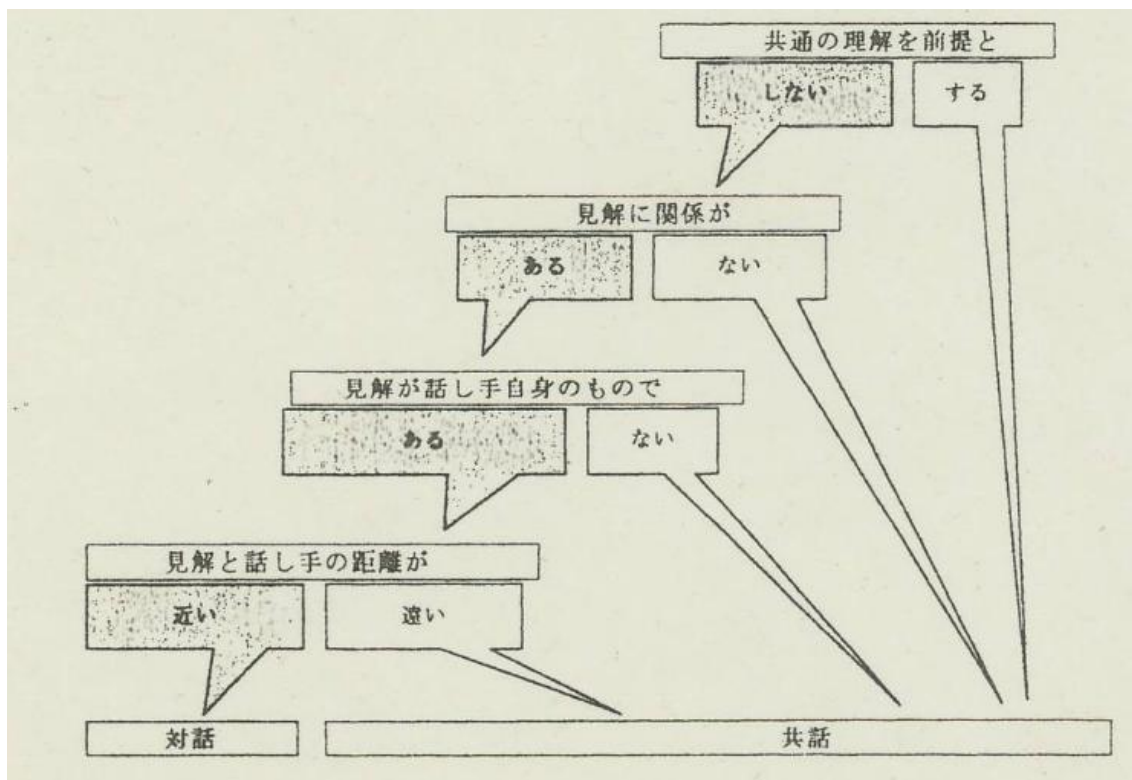 共通の理解を前提と
しない する
見解に関係が
ある ない
見解が話し手自身のもので
ある ない
見解と話し手の距離が
近い 遠い
対話 共話